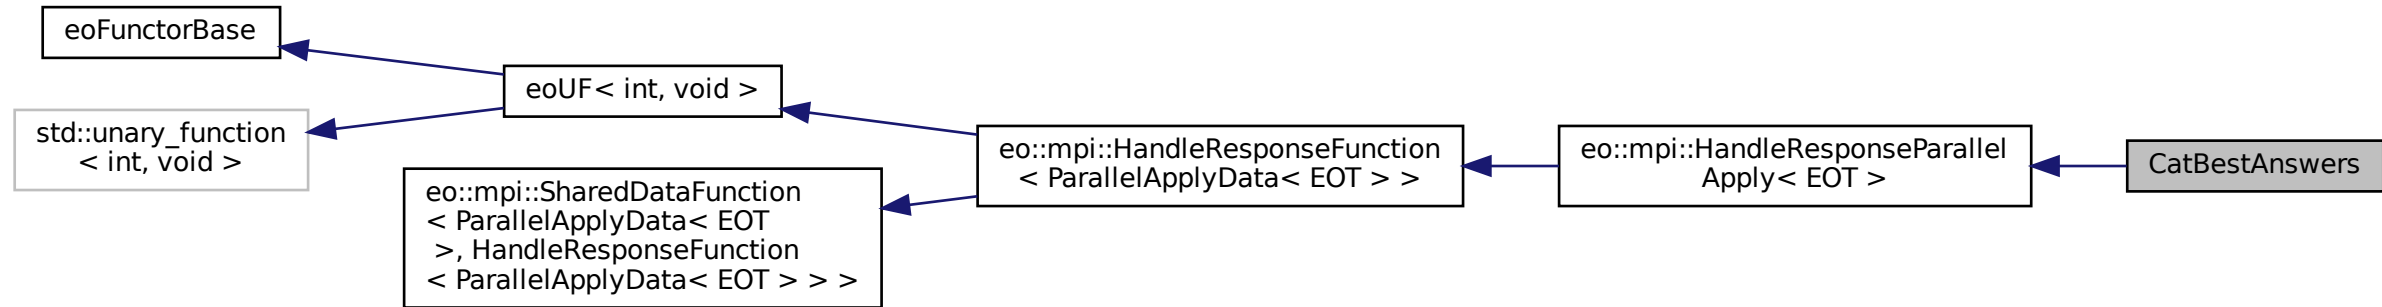 eoFunctorBase
std::unary_function
< int, void >
eoUF< int, void >
eo::mpi::SharedDataFunction
< ParallelApplyData< EOT
>, HandleResponseFunction
< ParallelApplyData< EOT > > >
eo::mpi::HandleResponseFunction
< ParallelApplyData< EOT > >
eo::mpi::HandleResponseParallel
Apply< EOT >
CatBestAnswers